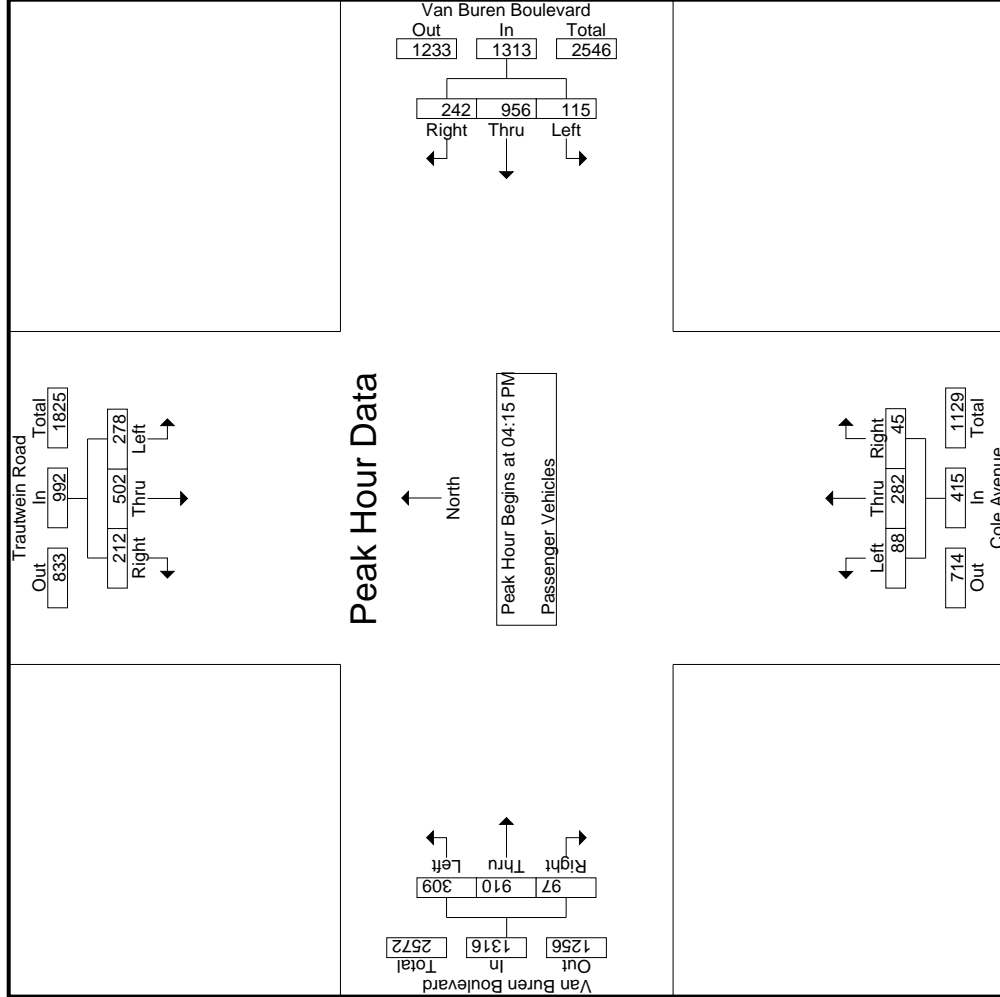 Van Buren Boulevard
Out In Total
1233 1313 2546
242 956 115
Right Thru Left
Trautwein Road
Out In Total
833 992 1825
212 502 278
Right Thru Left
Peak Hour Data
North
Peak Hour Begins at 04:15 PM
Passenger Vehicles
Left Thru Right
88 282 45
714 415 1129
Out In Total
Cole Avenue
Left Thru Right
309 910 97
2572 1316 1256
Total In Out
Van Buren Boulevard